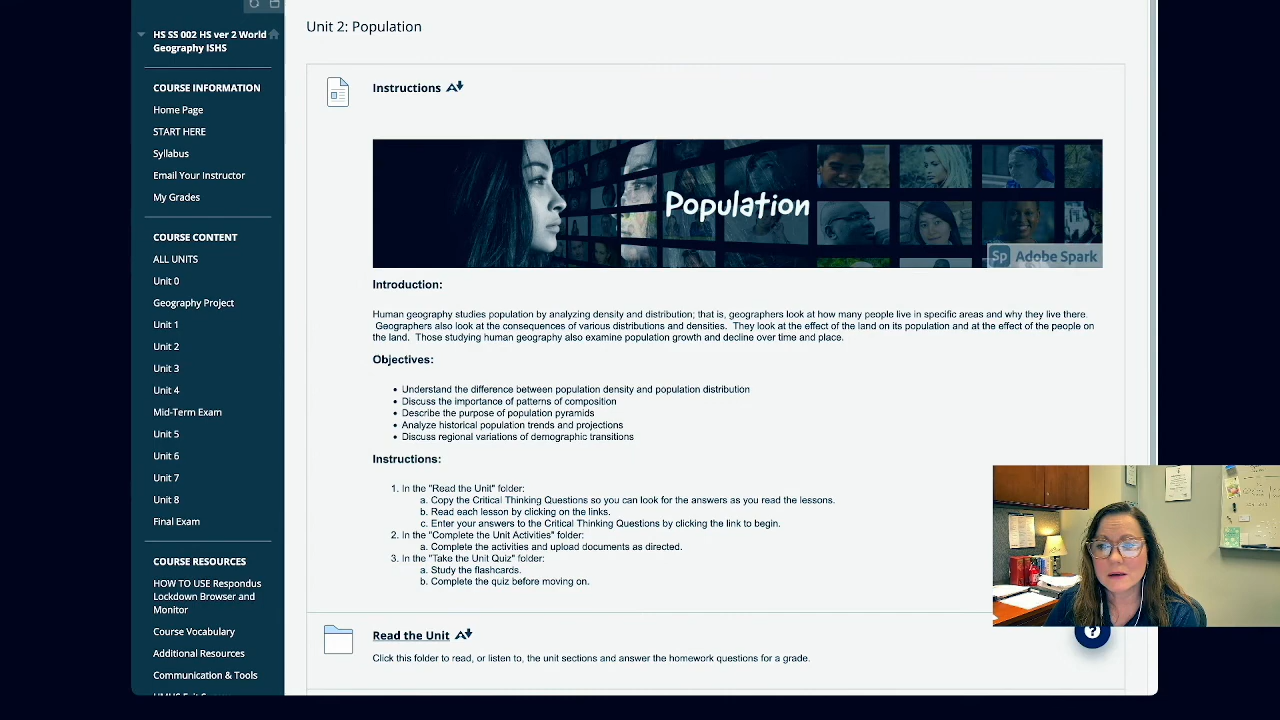 HS SS 002 HS ver 2 World
Geography ISHS
COURSE INFORMATION
Home Page
START HERE
Syllabus
Email Your Instructor
My Grades
COURSE CONTENT
ALL UNITS
Unit 0
Geography Project
Unit 1
Unit 2
Unit 3
Unit 4
Mid-Term Exam
Unit 5
Unit 6
Unit 7
Unit 8
Final Exam
COURSE RESOURCES
HOW TO USE Respondus
Lockdown Browser and
Monitor
Course Vocabulary
Additional Resources
Communication & Tools
Unit 2: Population
Instructions
Population
Sp Adobe Spark
Introduction:
Human geography studies population by analyzing density and distribution; that is, geographers look at how many people live in specific areas and why they live there.
Geographers also look at the consequences of various distributions and densities. They look at the effect of the land on its population and at the effect of the people on
the land. Those studying human geography also examine population growth and decline over time and place.
Objectives:
• Understand the difference between population density and population distribution
• Discuss the importance of patterns of composition
• Describe the purpose of population pyramids
• Analyze historical population trends and projections
• Discuss regional variations of demographic transitions
Instructions:
1. In the "Read the Unit" folder:
a. Copy the Critical Thinking Questions so you can look for the answers as you read the lessons.
b. Read each lesson by clicking on the links.
c. Enter your answers to the Critical Thinking Questions by clicking the link to begin.
2. In the "Complete the Unit Activities" folder:
a. Complete the activities and upload documents as directed.
3. In the "Take the Unit Quiz" folder:
a. Study the flashcards.
b. Complete the quiz before moving on.
Read the Unit
Click this folder to read, or listen to, the unit sections and answer the homework questions for a grade.
?